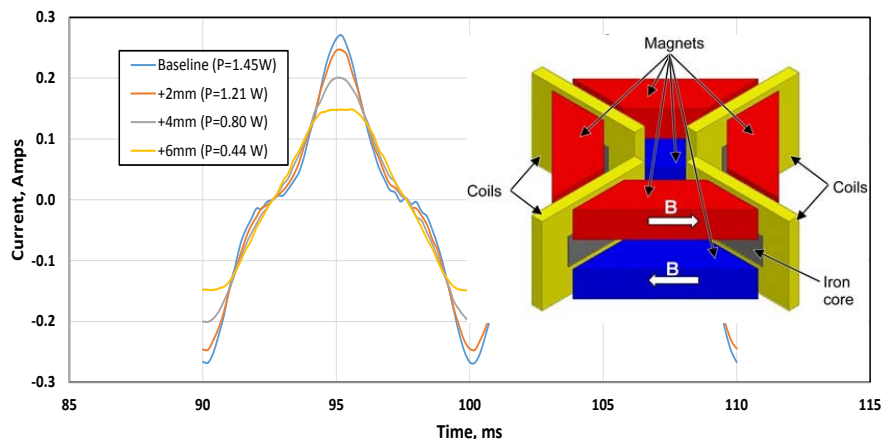 0.3
0.2
0.1
0.0
-0.1
-0.2
-0.3
Current, Amps
Baseline (P=1.45W)
+2mm (P=1.21 W)
+4mm (P=0.80 W)
+6mm (P=0.44 W)
Magnets
Coils
Coils
B
B
Iron
core
85
90
95
100
105
110
115
Time, ms